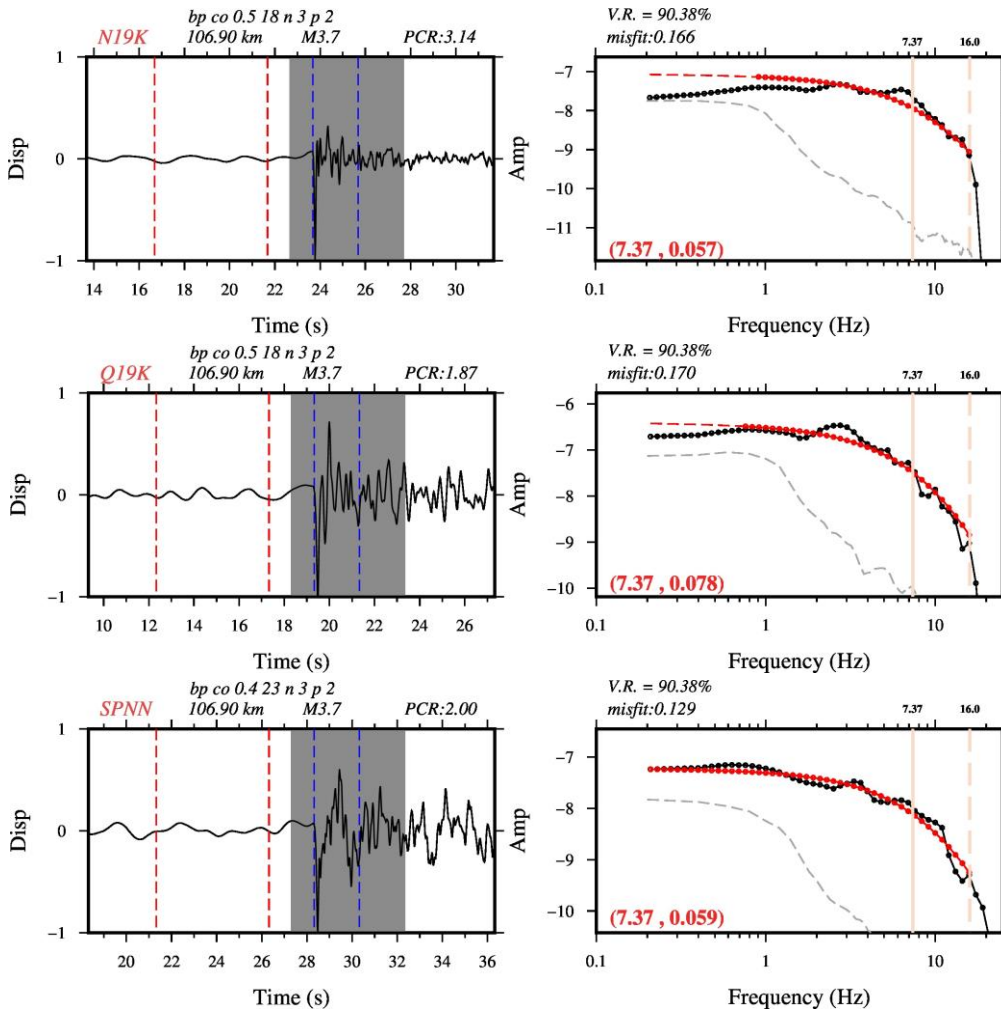 bp co 0.5 18 n 3 p 2
N19K 106.90 km M3.7 PCR:3.14
V.R. = 90.38%
misfit:0.166
7.37 16.0
1
0
−1
Disp
14 16 18 20 22 24 26 28 30
Time (s)
−7
−8
−9
−10
−11
Amp
(7.37 , 0.057)
0.1 1 10
Frequency (Hz)
bp co 0.5 18 n 3 p 2
Q19K 106.90 km M3.7 PCR:1.87
V.R. = 90.38%
misfit:0.170
7.37 16.0
1
0
−1
Disp
10 12 14 16 18 20 22 24 26
Time (s)
−6
−7
−8
−9
−10
Amp
(7.37 , 0.078)
0.1 1 10
Frequency (Hz)
bp co 0.4 23 n 3 p 2
SPNN 106.90 km M3.7 PCR:2.00
V.R. = 90.38%
misfit:0.129
7.37 16.0
1
0
−1
Disp
20 22 24 26 28 30 32 34 36
Time (s)
−7
−8
−9
−10
Amp
(7.37 , 0.059)
0.1 1 10
Frequency (Hz)